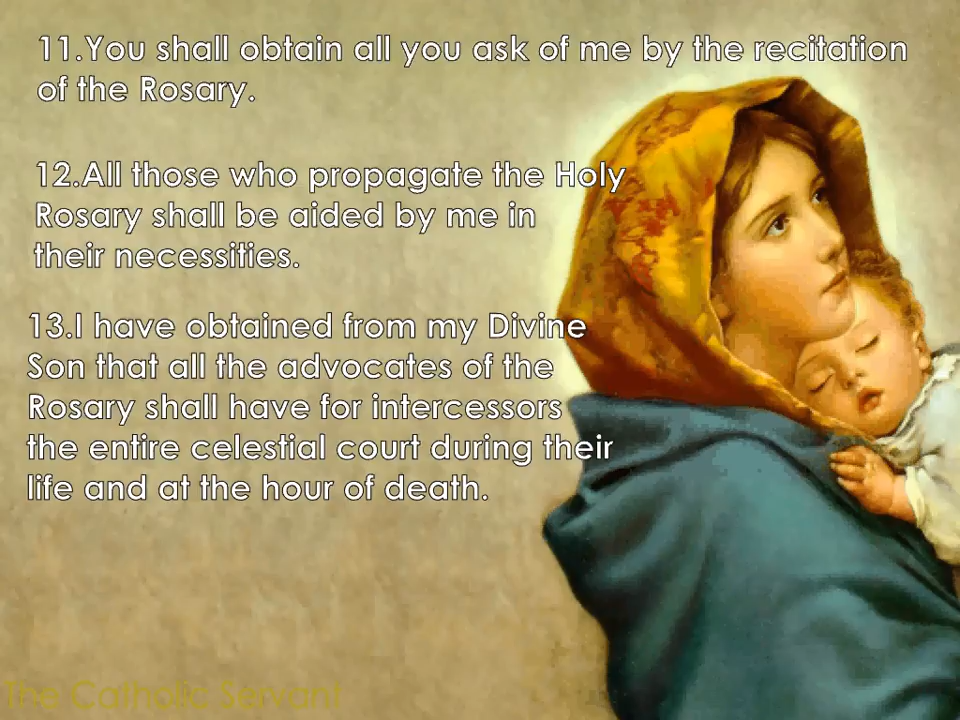 11.You shall obtain all you ask of me by the recitation
of the Rosary.
12.All those who propagate the Holy
Rosary shall be aided by me in
their necessities.
13.I have obtained from my Divine
Son that all the advocates of the
Rosary shall have for intercessors
the entire celestial court during their
life and at the hour of death.
The Catholic Servant